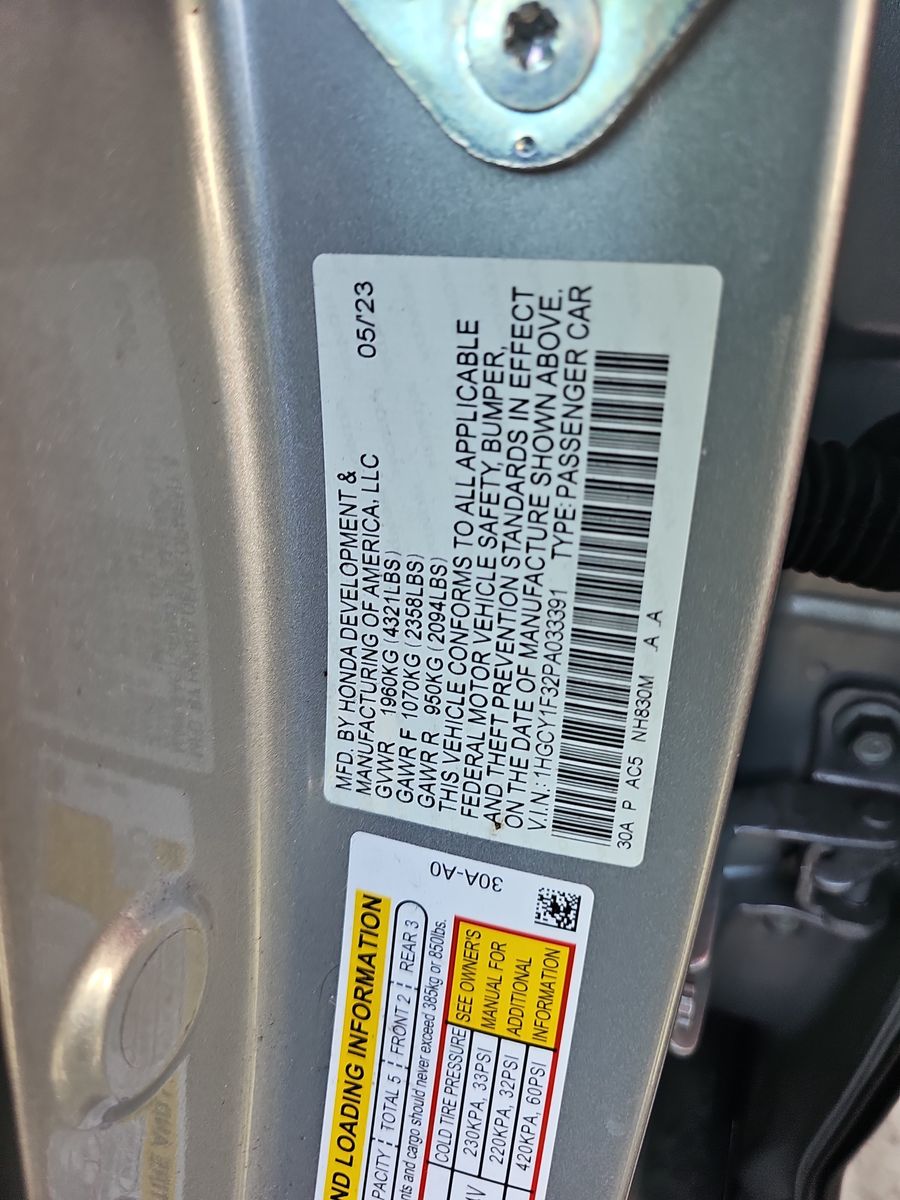 MFD. BY HONDA DEVELOPMENT &
MANUFACTURING OF AMERICA, LLC 05/'23
GVWR 1960KG (4321LBS)
GAWR F 1070KG (2358LBS)
GAWR R 950KG (2094LBS)
THIS VEHICLE CONFORMS TO ALL APPLICABLE
FEDERAL MOTOR VEHICLE SAFETY, BUMPER,
AND THEFT PREVENTION STANDARDS IN EFFECT
ON THE DATE OF MANUFACTURE SHOWN ABOVE.
V.I.N.: 1HGCY1F32PA033391 TYPE: PASSENGER CAR
30A P AC5 NH830M A A
30A-A0
ND LOADING INFORMATION
PACITY TOTAL 5 FRONT 2 REAR 3
nts and cargo should never exceed 385kg or 850lbs.
COLD TIRE PRESSURE
230KPA, 33PSI
220KPA, 32PSI
420KPA, 60PSI
SEE OWNER'S
MANUAL FOR
ADDITIONAL
INFORMATION